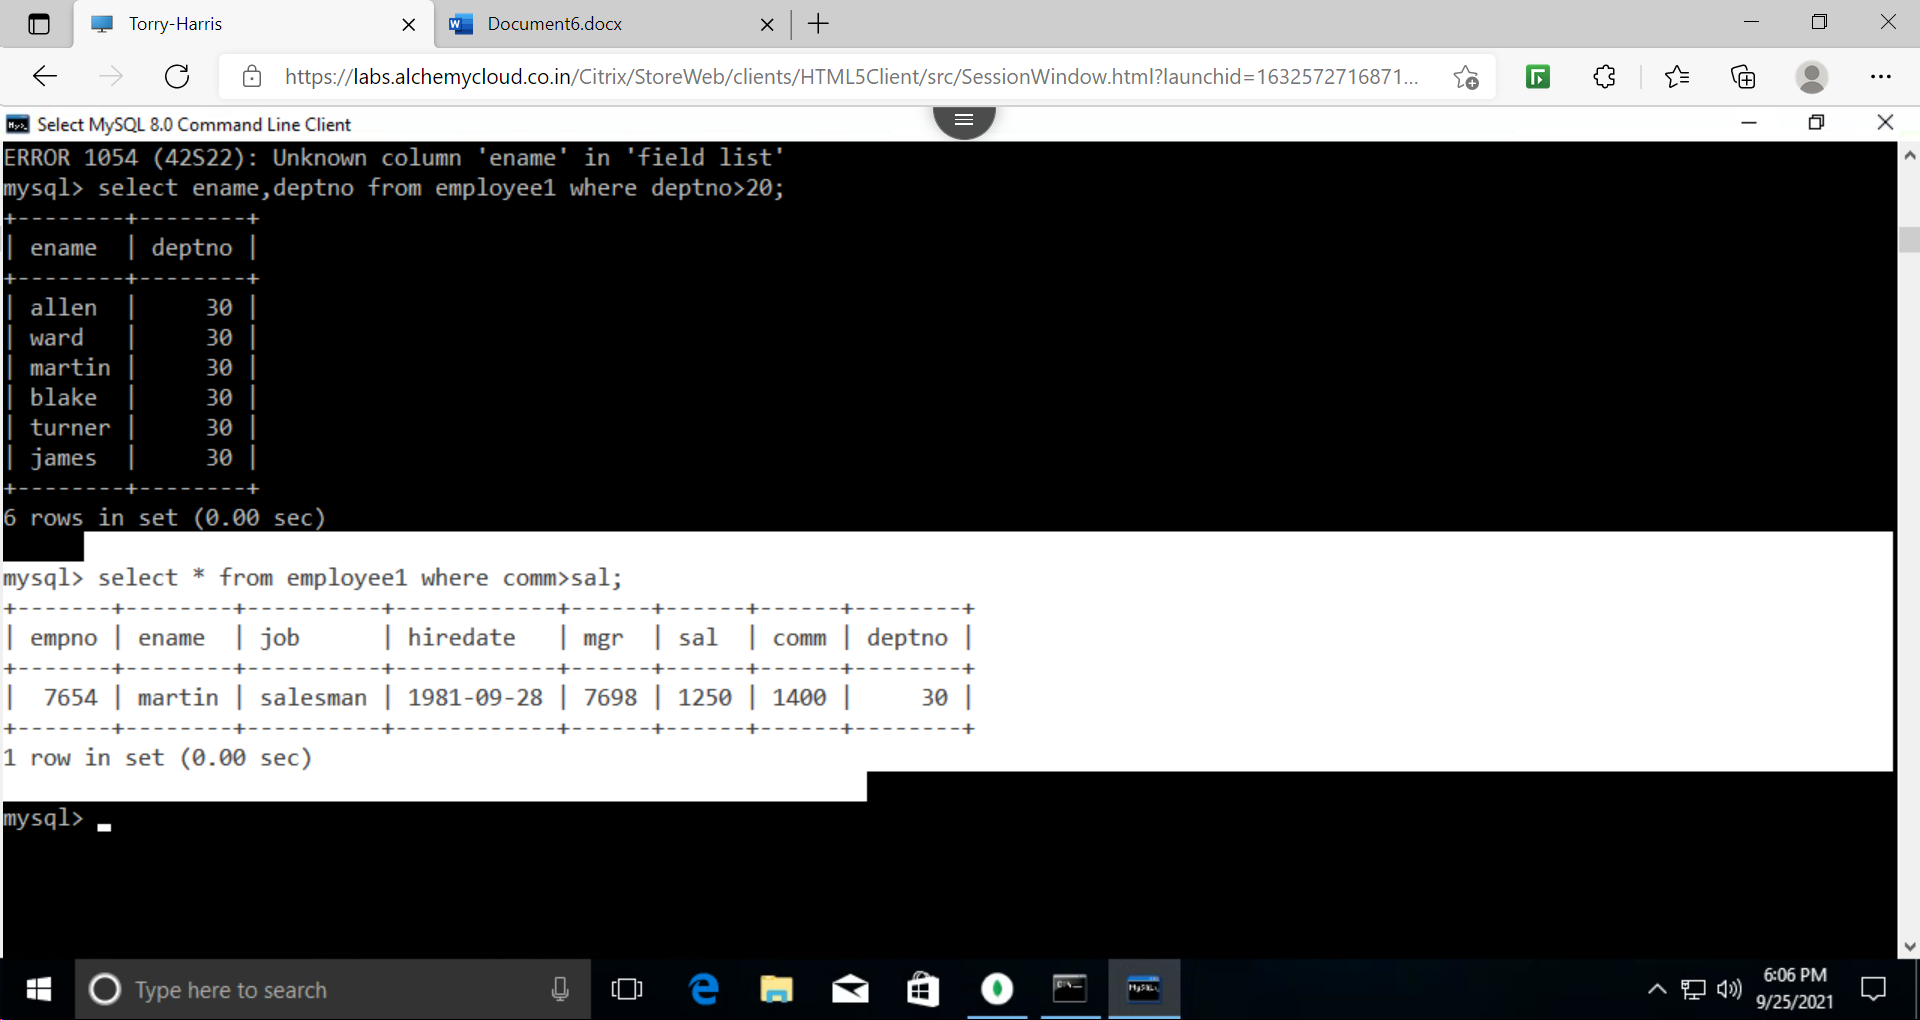 Torry-Harris
Document6.docx
https://labs.alchemycloud.co.in/Citrix/StoreWeb/clients/HTML5Client/src/SessionWindow.html?launchid=1632572716871...
Select MySQL 8.0 Command Line Client
ERROR 1054 (42S22): Unknown column 'ename' in 'field list'
mysql> select ename,deptno from employee1 where deptno>20;
+--------+--------+
| ename  | deptno |
+--------+--------+
| allen  |     30 |
| ward   |     30 |
| martin |     30 |
| blake  |     30 |
| turner |     30 |
| james  |     30 |
+--------+--------+
6 rows in set (0.00 sec)
mysql> select * from employee1 where comm>sal;
+-------+--------+----------+------------+------+------+------+--------+
| empno | ename  | job      | hiredate   | mgr  | sal  | comm | deptno |
+-------+--------+----------+------------+------+------+------+--------+
|  7654 | martin | salesman | 1981-09-28 | 7698 | 1250 | 1400 |     30 |
+-------+--------+----------+------------+------+------+------+--------+
1 row in set (0.00 sec)
mysql>
Type here to search
6:06 PM
9/25/2021